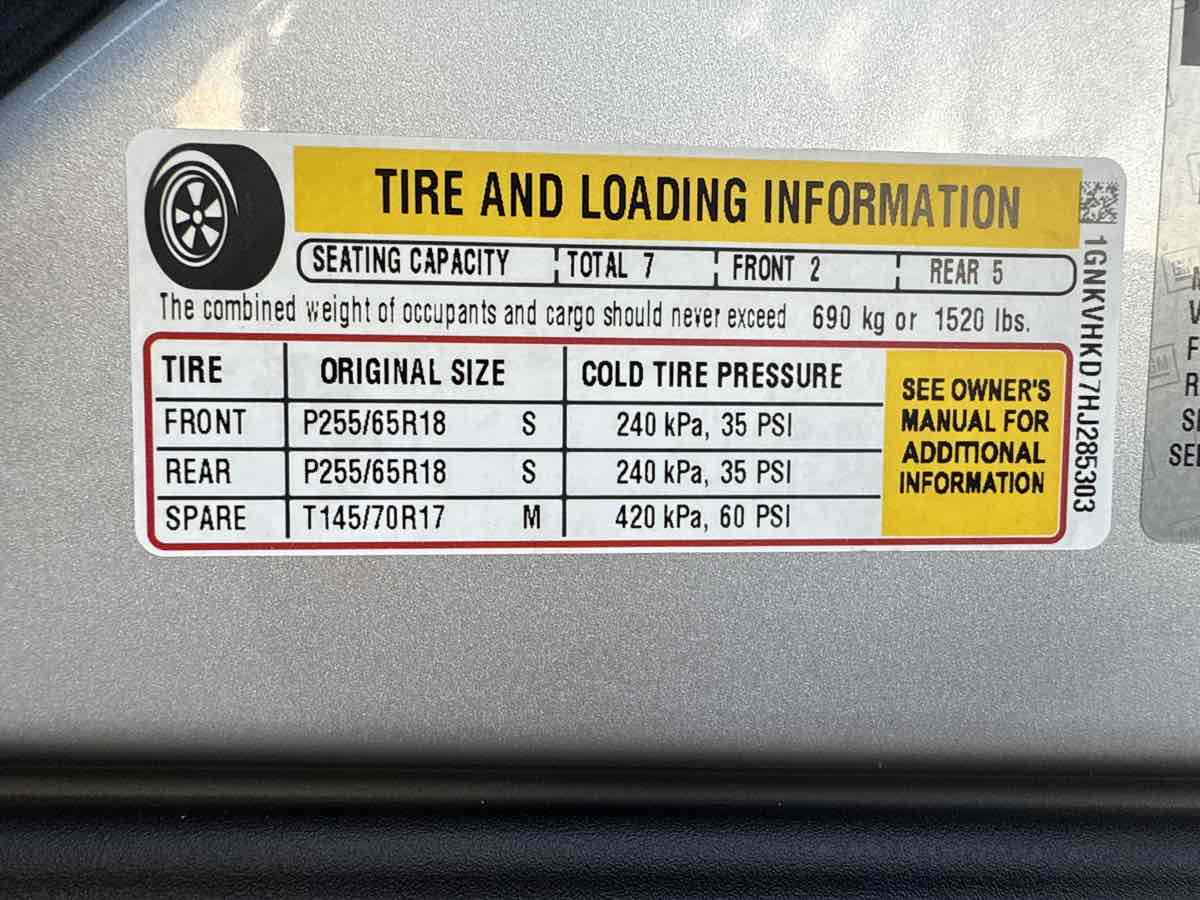 TIRE AND LOADING INFORMATION
SEATING CAPACITY TOTAL 7 FRONT 2 REAR 5
The combined weight of occupants and cargo should never exceed 690 kg or 1520 lbs.
TIRE ORIGINAL SIZE COLD TIRE PRESSURE
FRONT P255/65R18 S 240 kPa, 35 PSI
REAR P255/65R18 S 240 kPa, 35 PSI
SPARE T145/70R17 M 420 kPa, 60 PSI
SEE OWNER'S
MANUAL FOR
ADDITIONAL
INFORMATION
1GNKVHKD7HJ285303